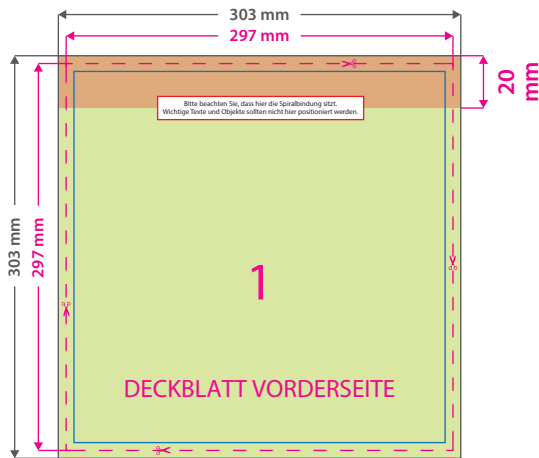 303 mm
297 mm
20
mm
Bitte beachten Sie, dass hier die Spiralbindung sitzt.
Wichtige Texte und Objekte sollten nicht hier positioniert werden.
303 mm
297 mm
1
DECKBLATT VORDERSEITE